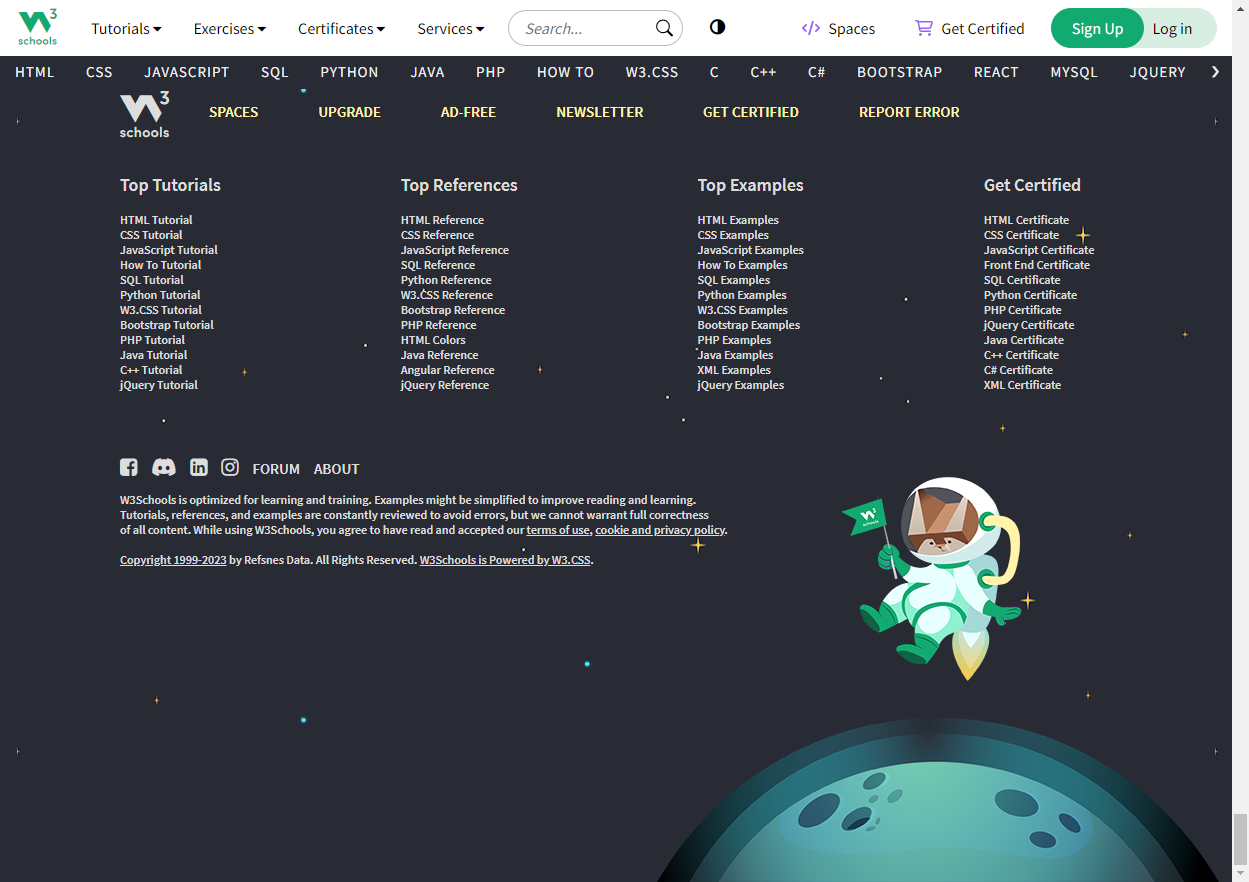 W3 schools
Tutorials Exercises Certificates Services Search... Spaces Get Certified Sign Up Log in
HTML CSS JAVASCRIPT SQL PYTHON JAVA PHP HOW TO W3.CSS C C++ C# BOOTSTRAP REACT MYSQL JQUERY
W3 schools SPACES UPGRADE AD-FREE NEWSLETTER GET CERTIFIED REPORT ERROR
Top Tutorials
HTML Tutorial
CSS Tutorial
JavaScript Tutorial
How To Tutorial
SQL Tutorial
Python Tutorial
W3.CSS Tutorial
Bootstrap Tutorial
PHP Tutorial
Java Tutorial
C++ Tutorial
jQuery Tutorial
Top References
HTML Reference
CSS Reference
JavaScript Reference
SQL Reference
Python Reference
W3.CSS Reference
Bootstrap Reference
PHP Reference
HTML Colors
Java Reference
Angular Reference
jQuery Reference
Top Examples
HTML Examples
CSS Examples
JavaScript Examples
How To Examples
SQL Examples
Python Examples
W3.CSS Examples
Bootstrap Examples
PHP Examples
Java Examples
XML Examples
jQuery Examples
Get Certified
HTML Certificate
CSS Certificate
JavaScript Certificate
Front End Certificate
SQL Certificate
Python Certificate
PHP Certificate
jQuery Certificate
Java Certificate
C++ Certificate
C# Certificate
XML Certificate
FORUM ABOUT
W3Schools is optimized for learning and training. Examples might be simplified to improve reading and learning.
Tutorials, references, and examples are constantly reviewed to avoid errors, but we cannot warrant full correctness
of all content. While using W3Schools, you agree to have read and accepted our terms of use, cookie and privacy policy.
Copyright 1999-2023 by Refsnes Data. All Rights Reserved. W3Schools is Powered by W3.CSS.
W3 schools